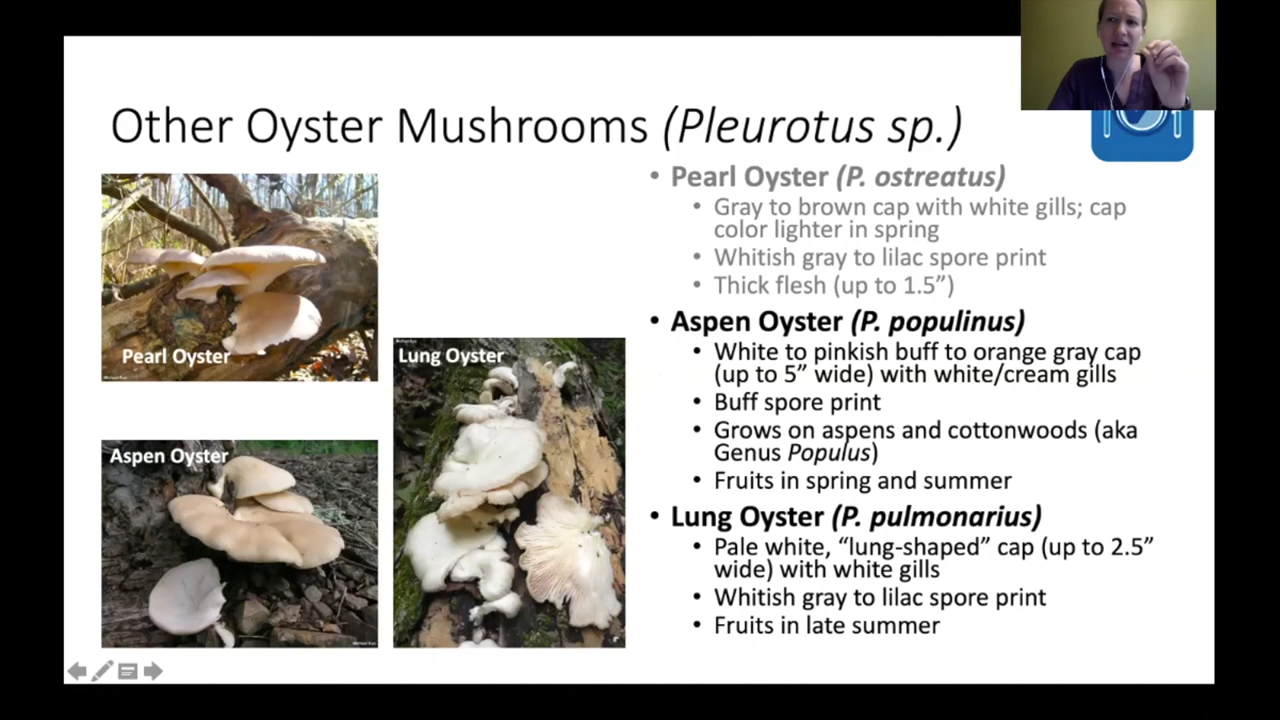 Other Oyster Mushrooms (Pleurotus sp.)
Pearl Oyster
Aspen Oyster
Lung Oyster
• Pearl Oyster (P. ostreatus)
• Gray to brown cap with white gills; cap
color lighter in spring
• Whitish gray to lilac spore print
• Thick flesh (up to 1.5”)
• Aspen Oyster (P. populinus)
• White to pinkish buff to orange gray cap
(up to 5” wide) with white/cream gills
• Buff spore print
• Grows on aspens and cottonwoods (aka
Genus Populus)
• Fruits in spring and summer
• Lung Oyster (P. pulmonarius)
• Pale white, “lung-shaped” cap (up to 2.5”
wide) with white gills
• Whitish gray to lilac spore print
• Fruits in late summer